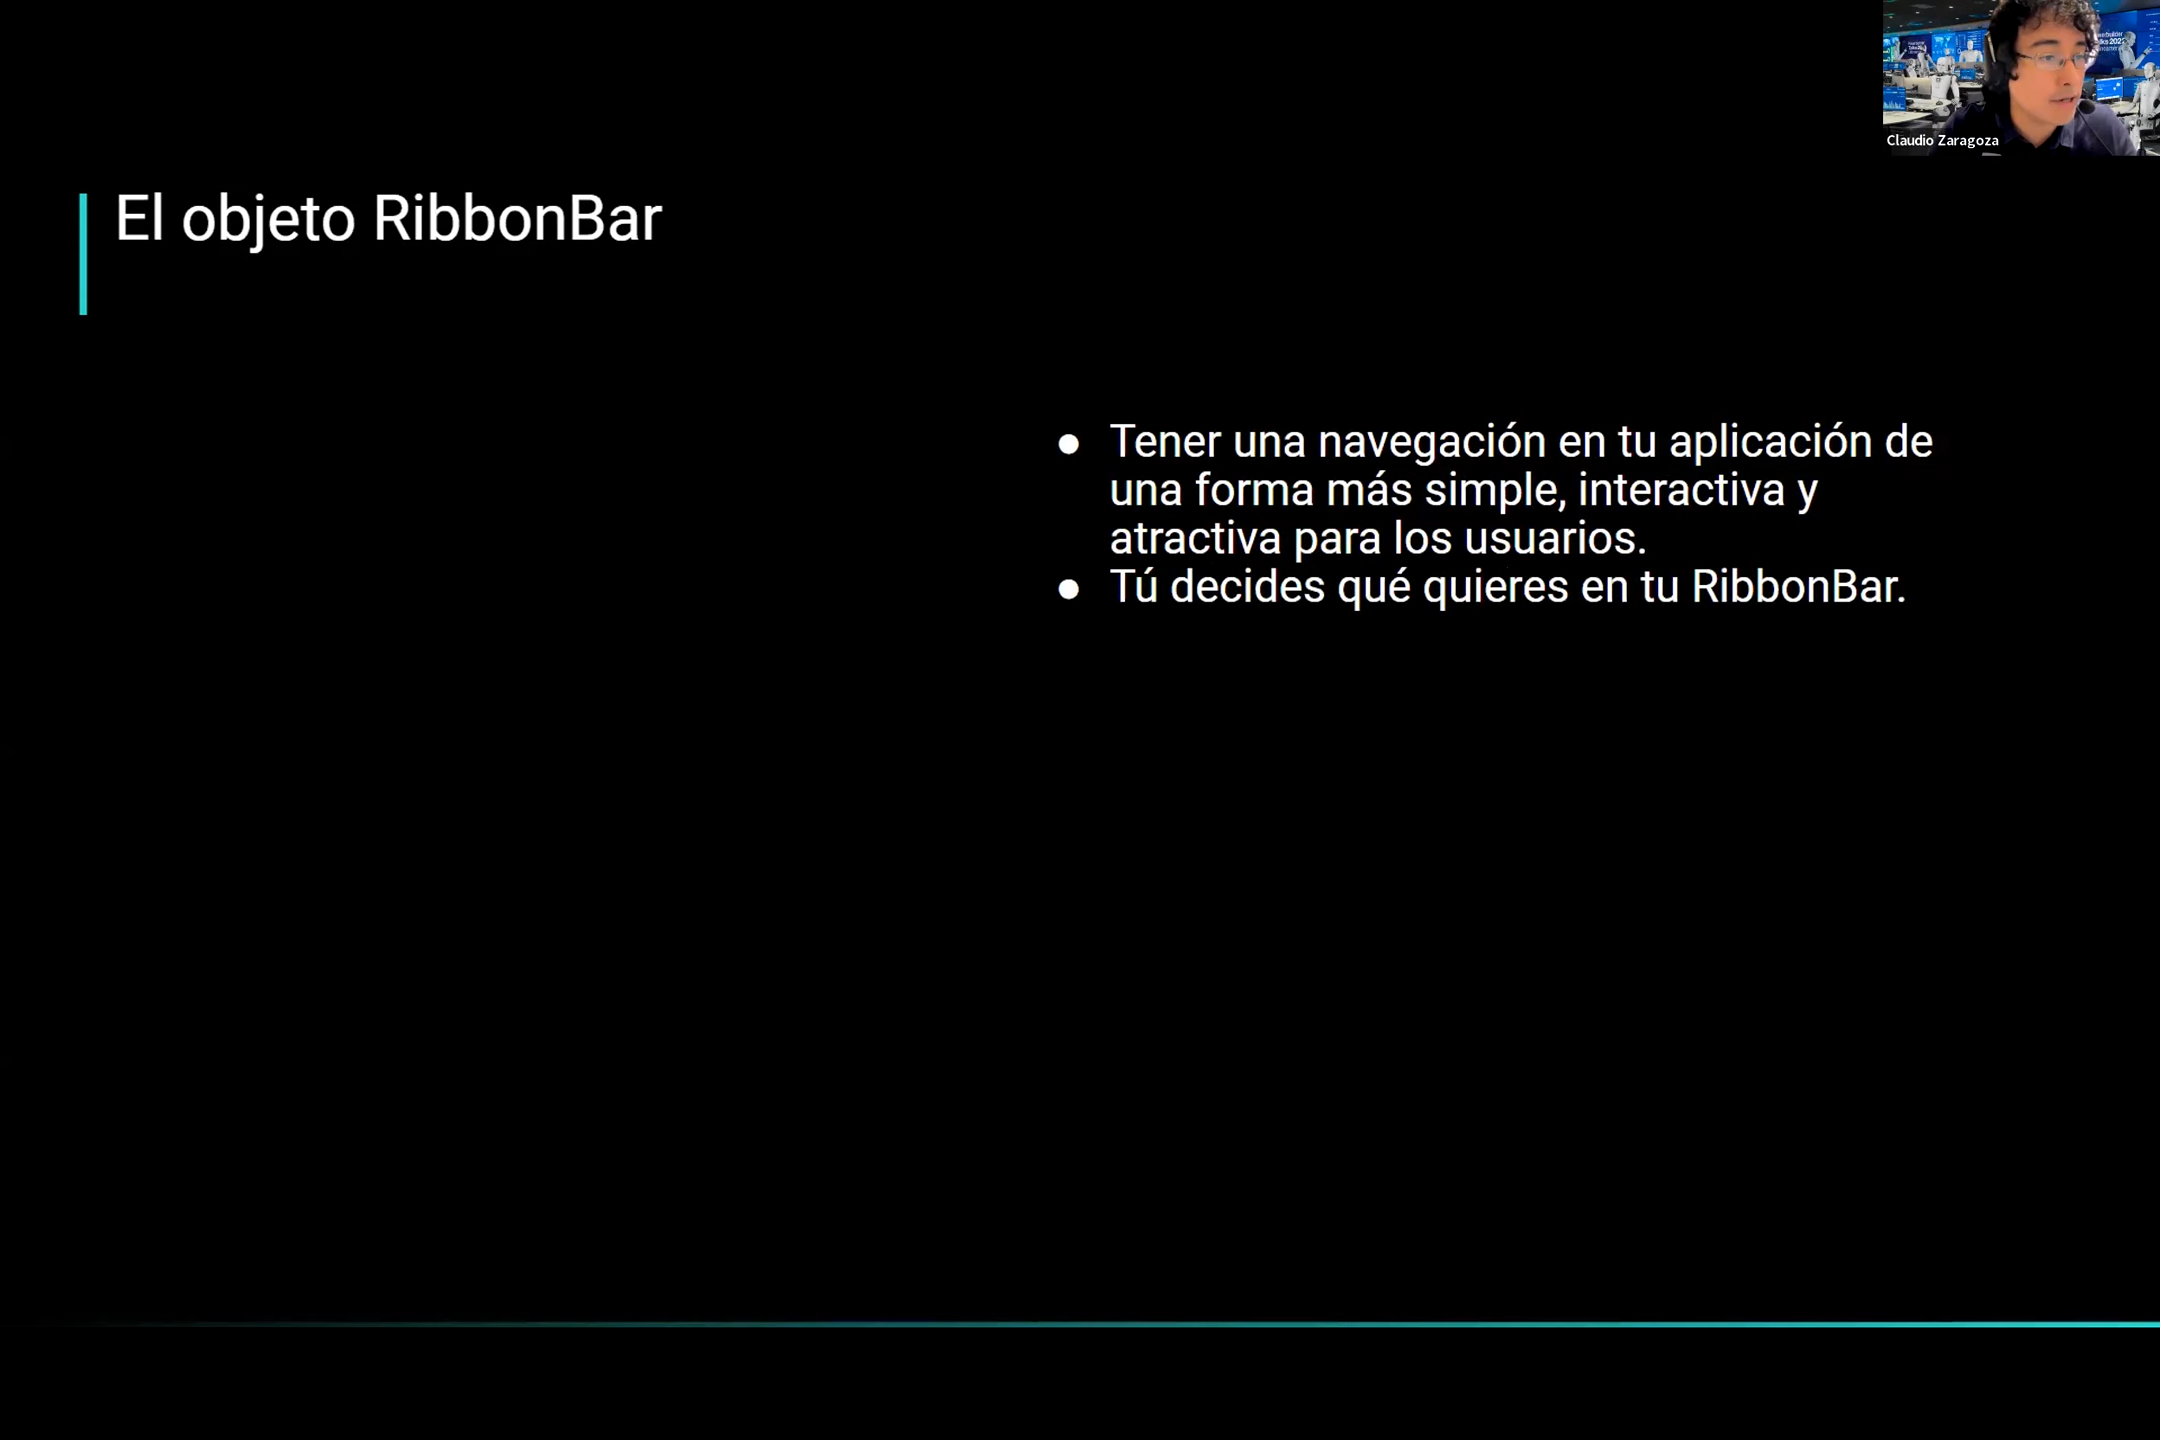 Claudio Zaragoza
El objeto RibbonBar
● Tener una navegación en tu aplicación de
una forma más simple, interactiva y
atractiva para los usuarios.
● Tú decides qué quieres en tu RibbonBar.